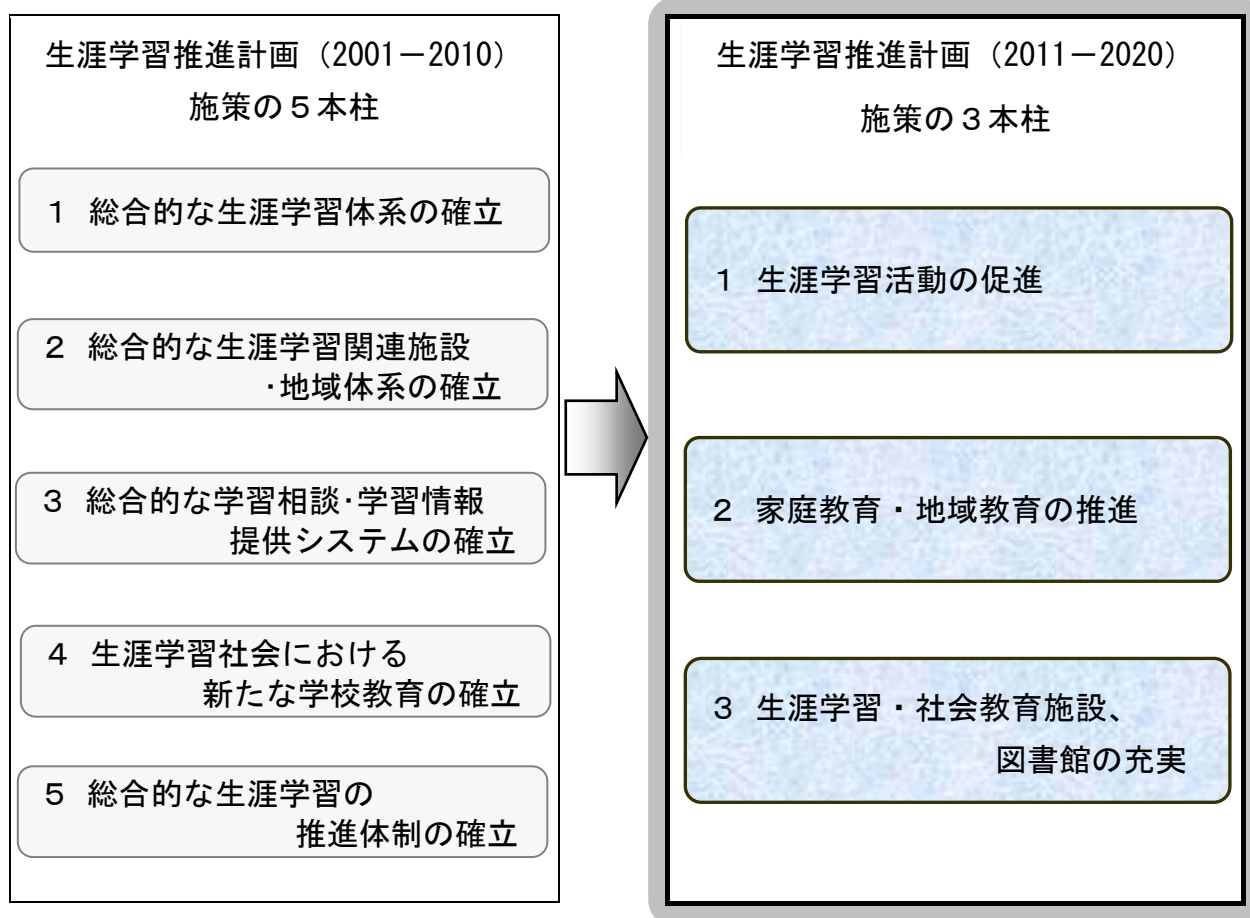 生涯学習推進計画（2001－2010）
施策の５本柱
１ 総合的な生涯学習体系の確立
２ 総合的な生涯学習関連施設
・地域体系の確立
３ 総合的な学習相談・学習情報
提供システムの確立
４ 生涯学習社会における
新たな学校教育の確立
５ 総合的な生涯学習の
推進体制の確立
生涯学習推進計画（2011－2020）
施策の３本柱
１ 生涯学習活動の促進
２ 家庭教育・地域教育の推進
３ 生涯学習・社会教育施設、
図書館の充実